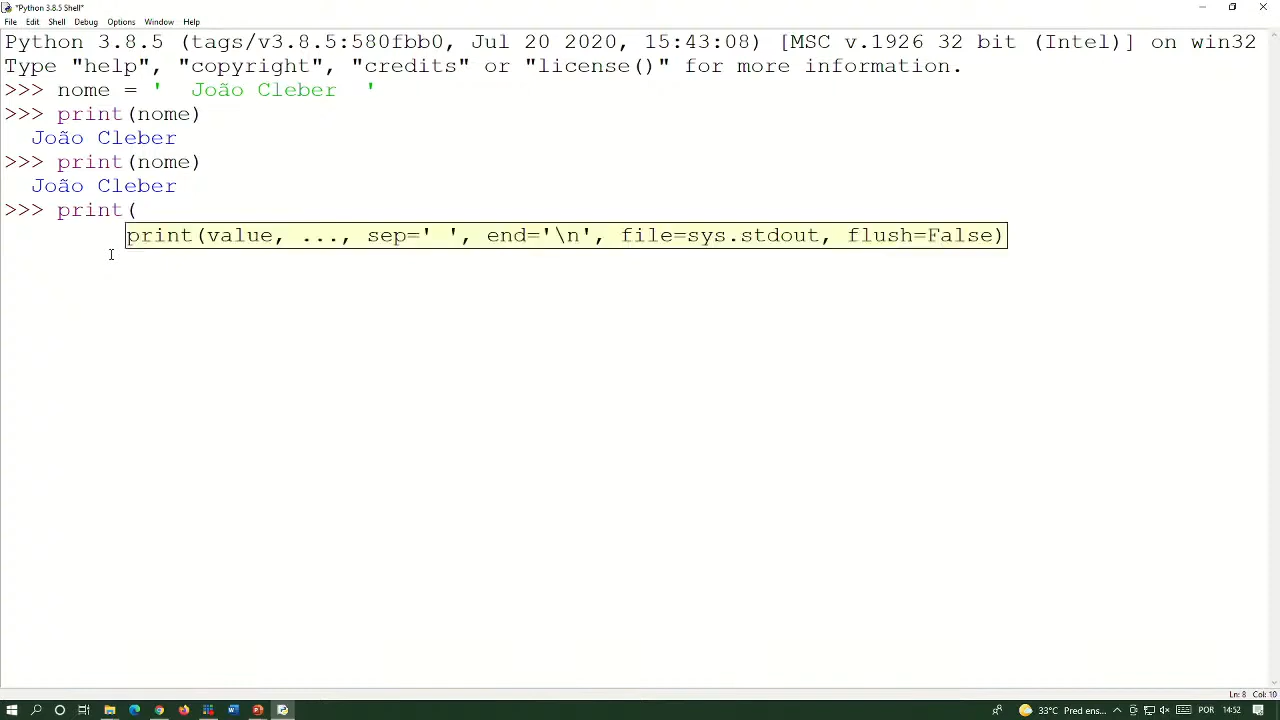 *Python 3.8.5 Shell*
File Edit Shell Debug Options Window Help
Python 3.8.5 (tags/v3.8.5:580fbb0, Jul 20 2020, 15:43:08) [MSC v.1926 32 bit (Intel)] on win32
Type "help", "copyright", "credits" or "license()" for more information.
>>> nome = '  João Cleber  '
>>> print(nome)
  João Cleber
>>> print(nome)
  João Cleber
>>> print(
print(value, ..., sep=' ', end='\n', file=sys.stdout, flush=False)
Ln: 8 Col: 10
33°C Pred ens... POR 14:52